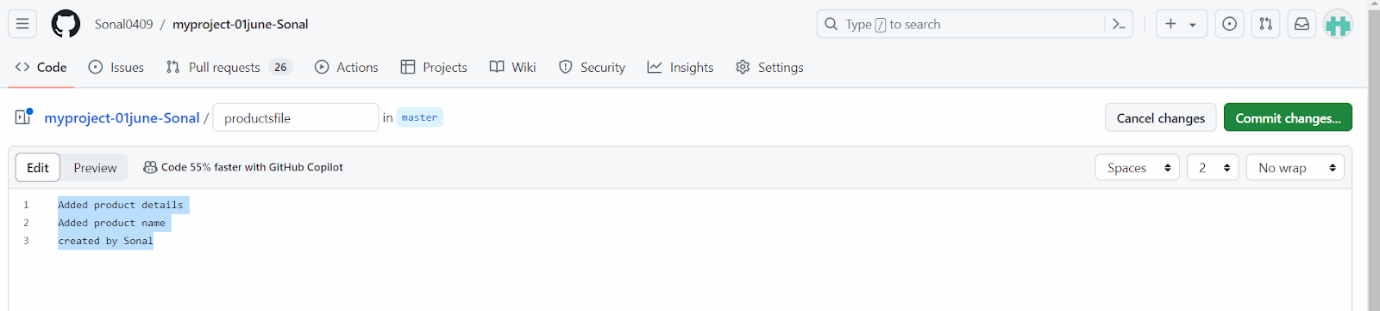 Sonal0409 / myproject-01june-Sonal
Type / to search
Code Issues Pull requests 26 Actions Projects Wiki Security Insights Settings
myproject-01june-Sonal / productsfile in master
Cancel changes Commit changes...
Edit Preview Code 55% faster with GitHub Copilot
Spaces 2 No wrap
1 Added product details
2 Added product name
3 created by Sonal